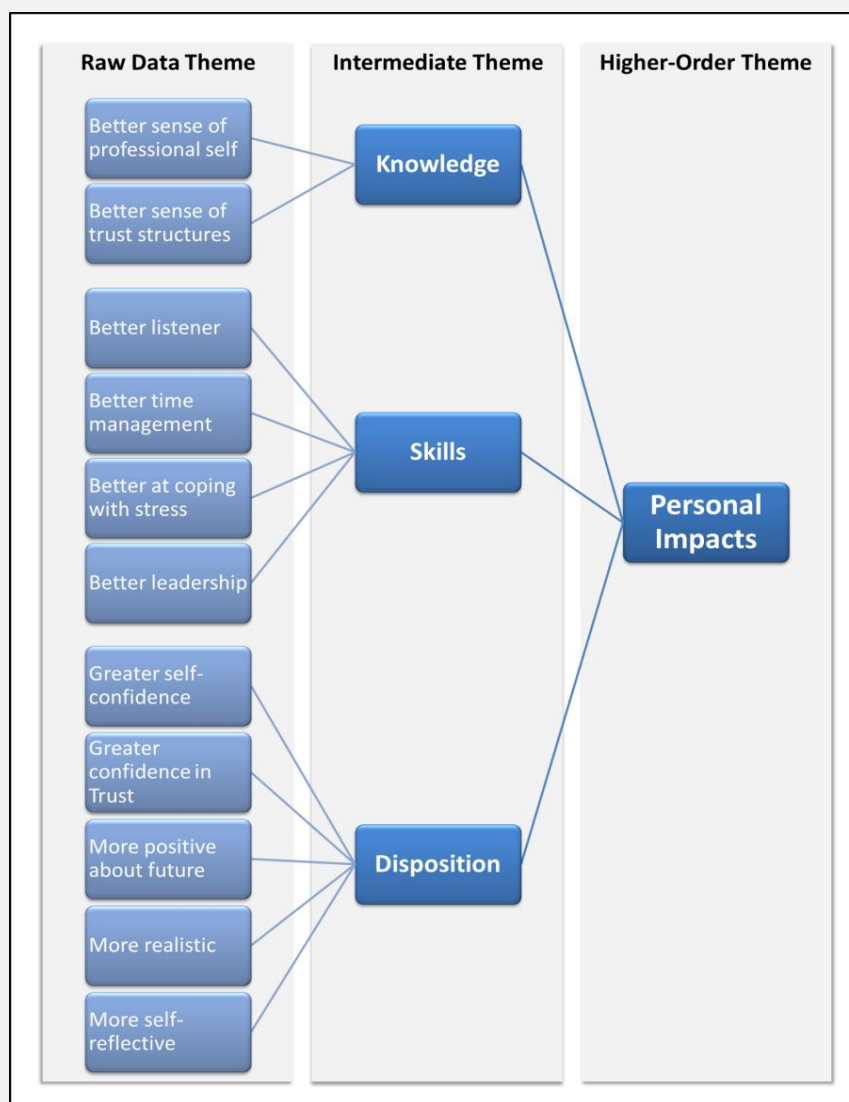 Raw Data Theme
Intermediate Theme
Higher-Order Theme
Better sense of
professional self
Better sense of
trust structures
Knowledge
Better listener
Better time
management
Better at coping
with stress
Better leadership
Skills
Greater self-
confidence
Greater
confidence in
Trust
More positive
about future
More realistic
More self-
reflective
Disposition
Personal
Impacts